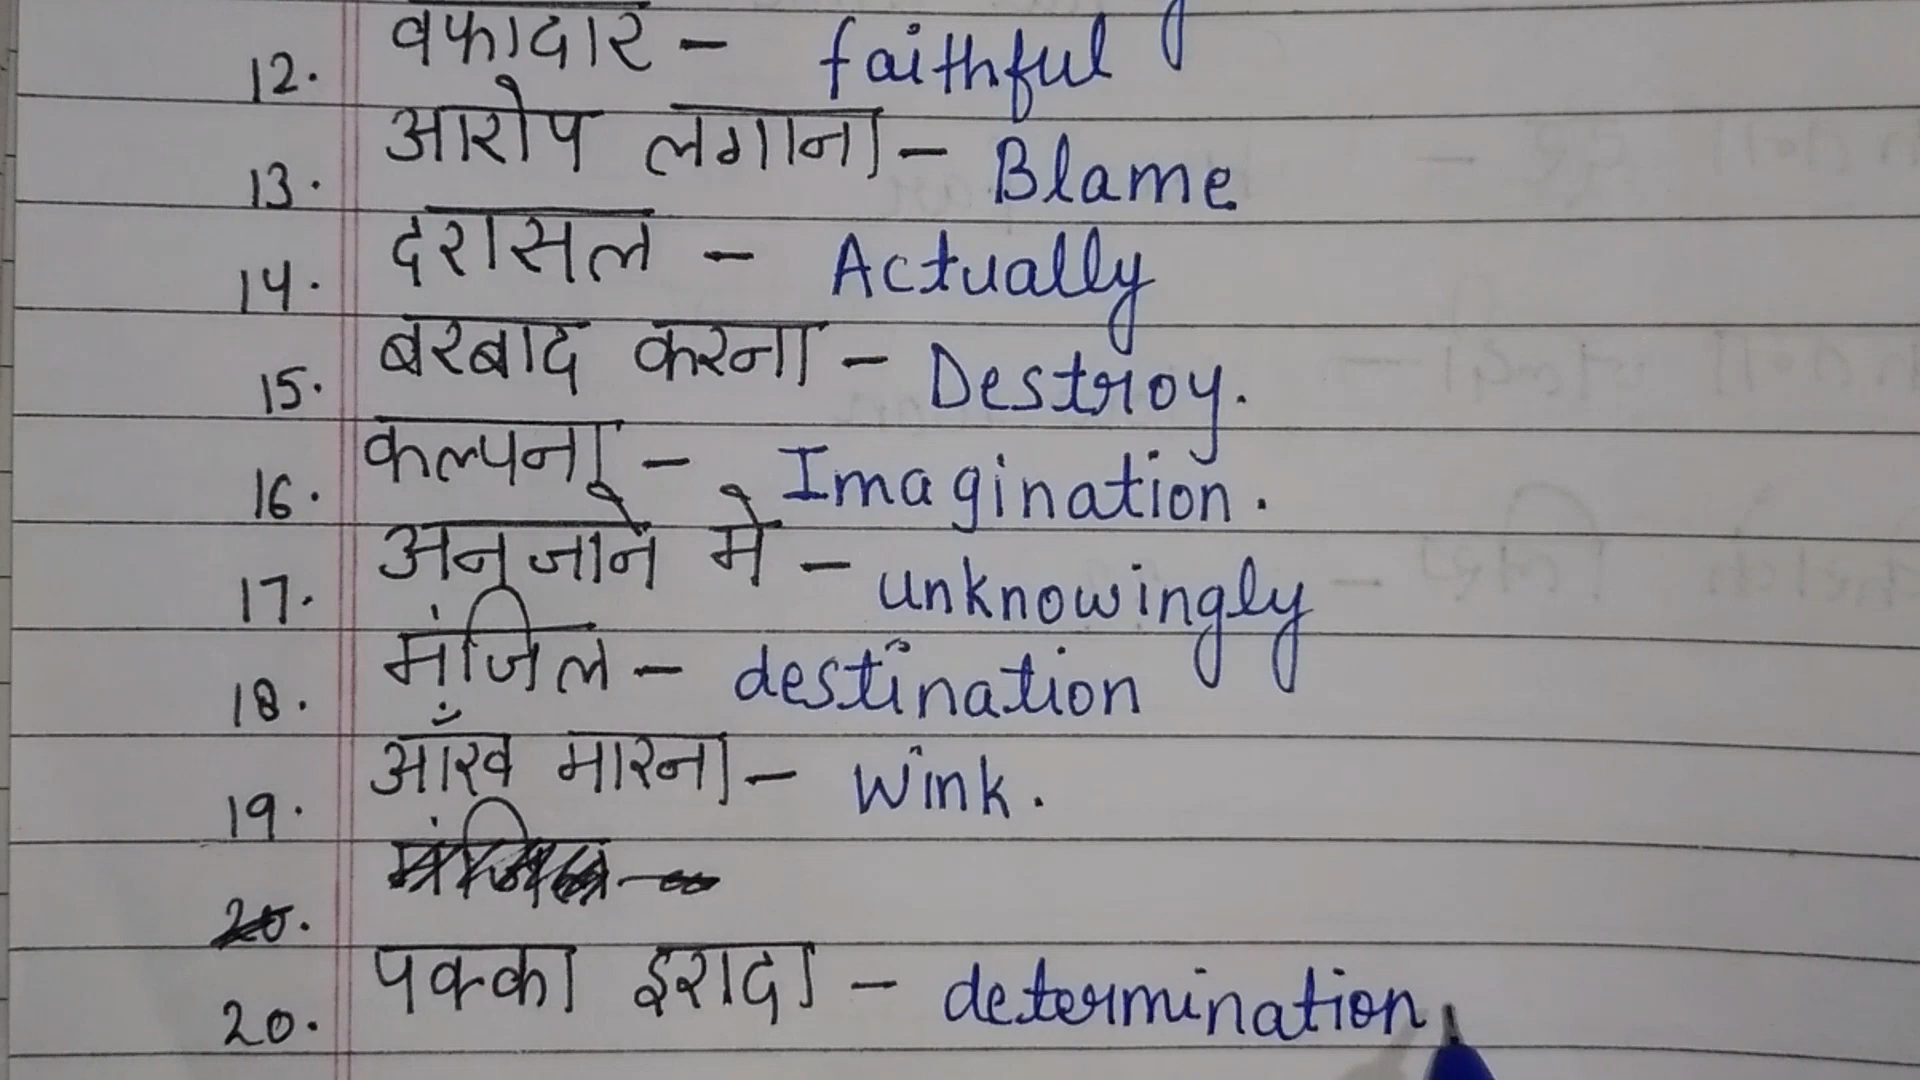 12. वफादार - faithful
13. आरोप लगाना - Blame
14. दरासल - Actually
15. बरबाद करना - Destroy.
16. कल्पना - Imagination.
17. अनजाने मे - unknowingly
18. मंजिल - destination
19. आँख मारना - Wink.
20. पक्का इरादा - determination